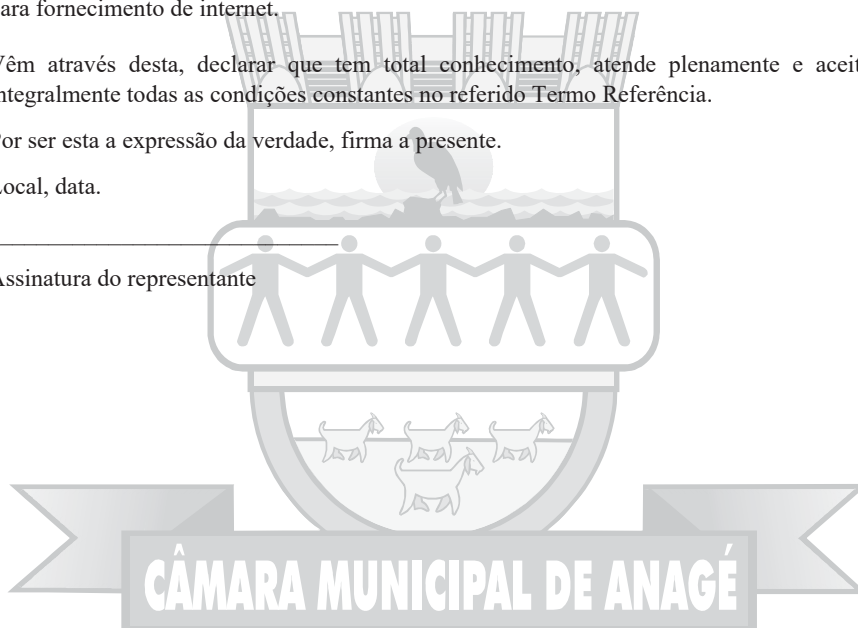 ara fornecimento de internet.
Vêm através desta, declarar que tem total conhecimento, atende plenamente e aceit
ntegralmente todas as condições constantes no referido Termo Referência.
Por ser esta a expressão da verdade, firma a presente.
Local, data.
Assinatura do representante
CÂMARA MUNICIPAL DE ANAGÉ